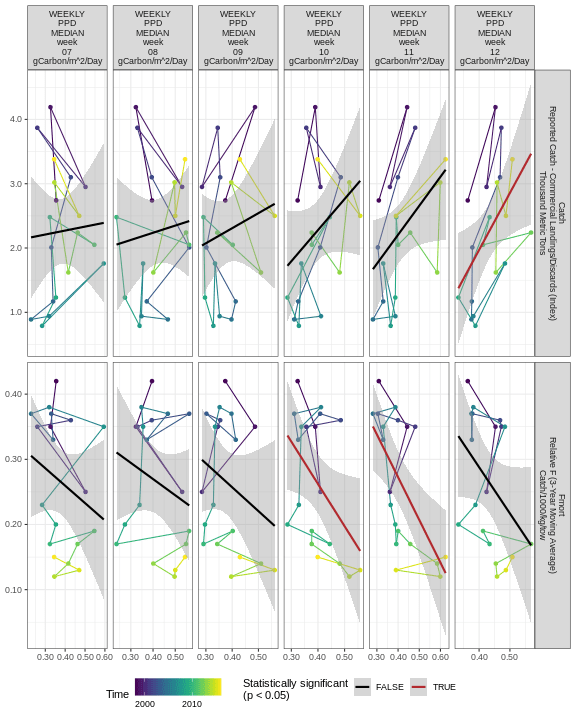 WEEKLY
PPD
MEDIAN
week
07
gCarbon/m^2/Day
WEEKLY
PPD
MEDIAN
week
08
gCarbon/m^2/Day
WEEKLY
PPD
MEDIAN
week
09
gCarbon/m^2/Day
WEEKLY
PPD
MEDIAN
week
10
gCarbon/m^2/Day
WEEKLY
PPD
MEDIAN
week
11
gCarbon/m^2/Day
WEEKLY
PPD
MEDIAN
week
12
gCarbon/m^2/Day
4.0
3.0
2.0
1.0
Catch
Reported Catch - Commercial Landings/Discards (Index)
Thousand Metric Tons
0.40
0.30
0.20
0.10
Fmort
Relative F (3-Year Moving Average)
Catch/1000/kg/tow
0.30 0.40 0.50 0.60
0.30 0.40 0.50
0.30 0.40 0.50
0.30 0.40 0.50
0.30 0.40 0.50 0.60
0.40 0.50
Time
2000 2010
Statistically significant
(p < 0.05)
FALSE
TRUE